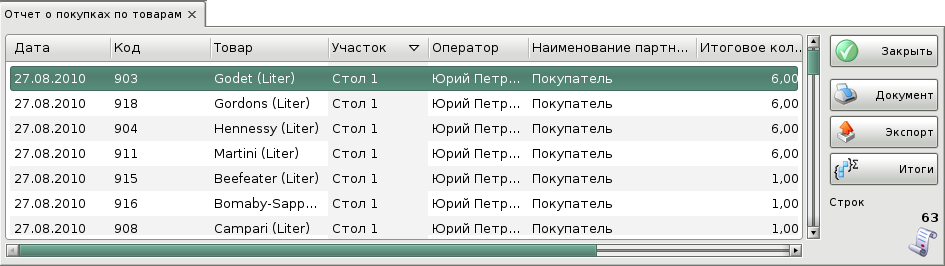 Отчет о покупках по товарам
Дата Код Товар Участок Оператор Наименование партн... Итоговое кол..
27.08.2010 903 Godet (Liter) Стол 1 Юрий Петр... Покупатель 6,00
27.08.2010 918 Gordons (Liter) Стол 1 Юрий Петр... Покупатель 6,00
27.08.2010 904 Hennessy (Liter) Стол 1 Юрий Петр... Покупатель 6,00
27.08.2010 911 Martini (Liter) Стол 1 Юрий Петр... Покупатель 6,00
27.08.2010 915 Beefeater (Liter) Стол 1 Юрий Петр... Покупатель 1,00
27.08.2010 916 Bomaby-Sapp... Стол 1 Юрий Петр... Покупатель 1,00
27.08.2010 908 Campari (Liter) Стол 1 Юрий Петр... Покупатель 1,00
Закрыть
Документ
Экспорт
Итоги
Строк
63